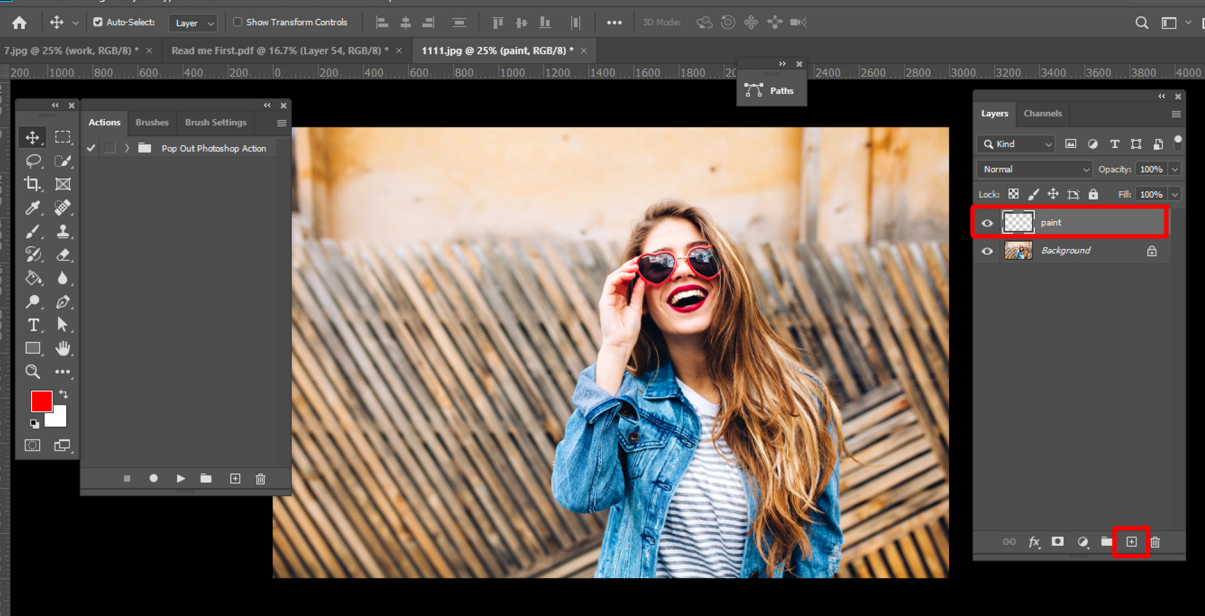 Auto-Select: Layer Show Transform Controls 3D Mode:
7.jpg @ 25% (work, RGB/8) * × Read me First.pdf @ 16.7% (Layer 54, RGB/8) * × 1111.jpg @ 25% (paint, RGB/8) * ×
200 1000 800 600 400 200 0 200 400 600 800 1000 1200 1400 1600 1800 2000 2400 2600 2800 3000 3200 3400 3600 3800 4000
Paths
Actions Brushes Brush Settings
Pop Out Photoshop Action
Layers Channels
Kind
Normal Opacity: 100%
Lock: Fill: 100%
paint
Background
fx